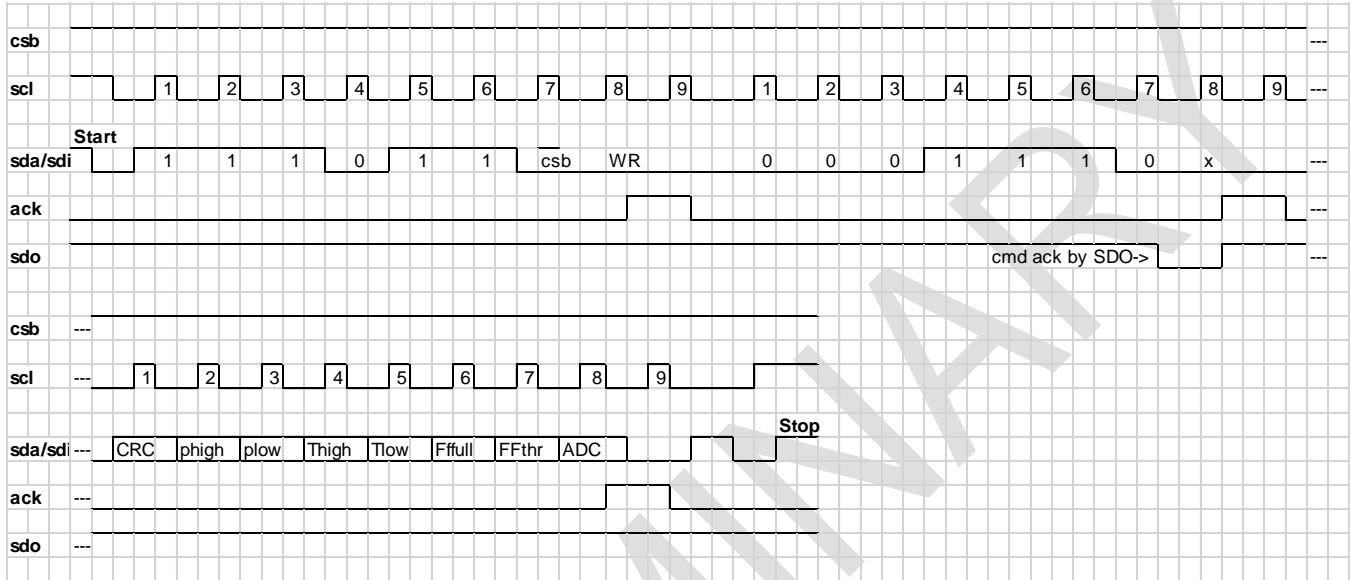 csb ---
scl 1 2 3 4 5 6 7 8 9 1 2 3 4 5 6 7 8 9 ---
Start
sda/sdi 1 1 1 0 1 1 csb WR 0 0 0 1 1 1 0 x ---
ack ---
sdo cmd ack by SDO-> ---
csb ---
scl --- 1 2 3 4 5 6 7 8 9
Stop
sda/sdi --- CRC phigh plow Thigh Tlow Fffull FFthr ADC
ack ---
sdo ---
MINARY